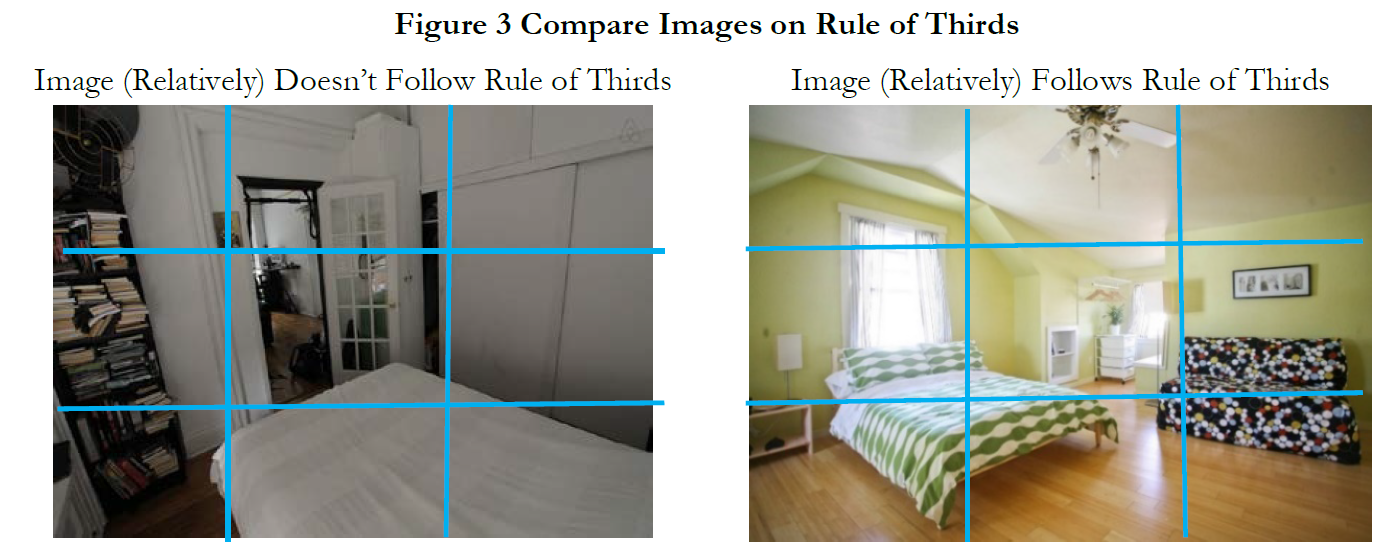 Figure 3 Compare Images on Rule of Thirds
Image (Relatively) Doesn't Follow Rule of Thirds
Image (Relatively) Follows Rule of Thirds